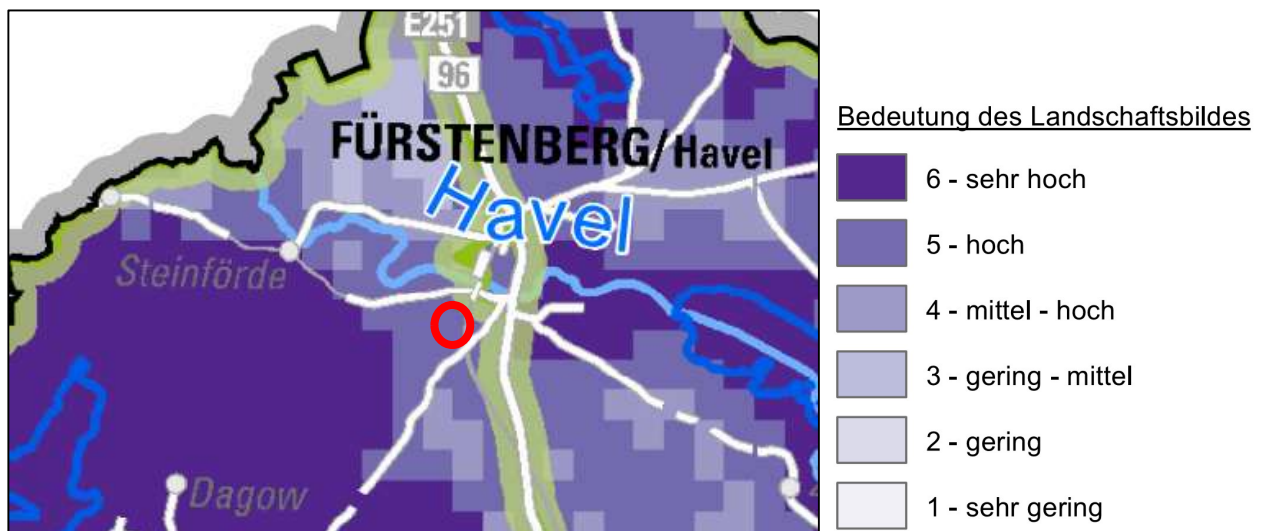 E251
96
FÜRSTENBERG/Havel
Havel
Steinförde
Dagow
Bedeutung des Landschaftsbildes
6 - sehr hoch
5 - hoch
4 - mittel - hoch
3 - gering - mittel
2 - gering
1 - sehr gering